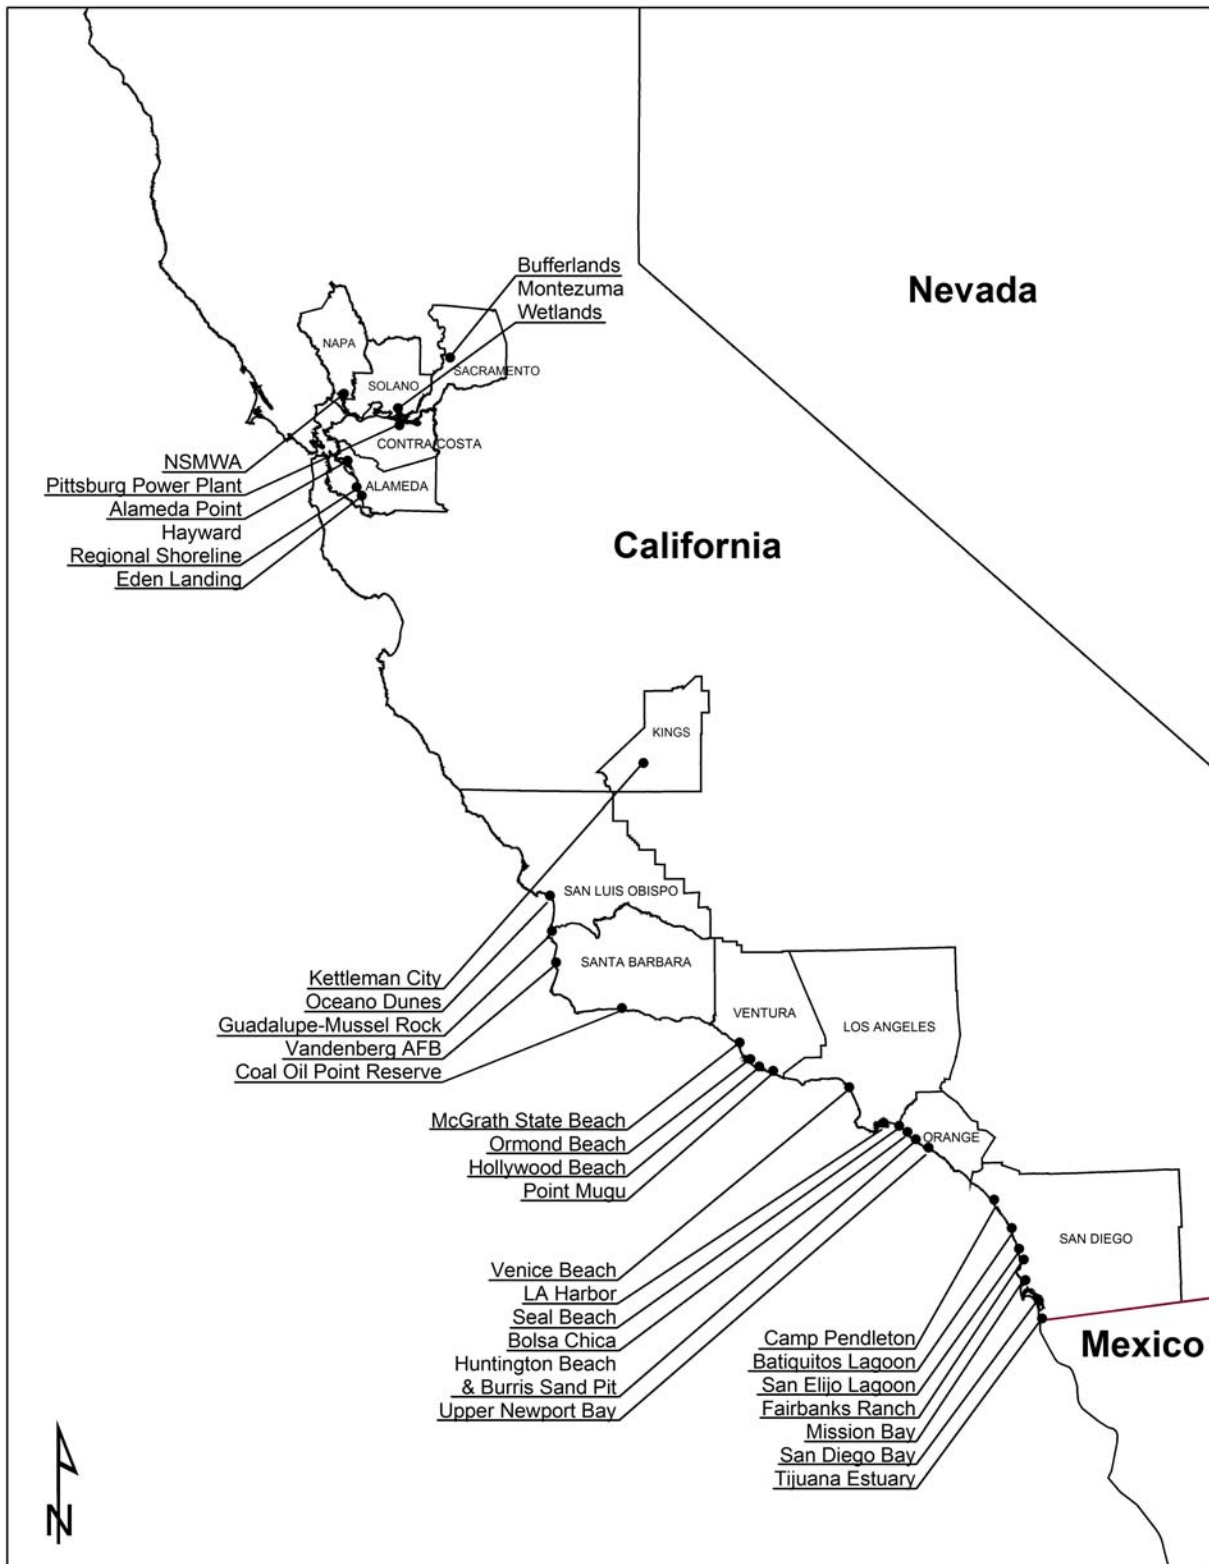 Bufferlands
Montezuma
Wetlands
Nevada
NAPA
SOLANO
SACRAMENTO
CONTRA COSTA
ALAMEDA
NSMWA
Pittsburg Power Plant
Alameda Point
Hayward
Regional Shoreline
Eden Landing
California
KINGS
SAN LUIS OBISPO
SANTA BARBARA
VENTURA
LOS ANGELES
Kettleman City
Oceano Dunes
Guadalupe-Mussel Rock
Vandenberg AFB
Coal Oil Point Reserve
McGrath State Beach
Ormond Beach
Hollywood Beach
Point Mugu
ORANGE
SAN DIEGO
Venice Beach
LA Harbor
Seal Beach
Bolsa Chica
Huntington Beach
& Burris Sand Pit
Upper Newport Bay
Camp Pendleton
Batiquitos Lagoon
San Elijo Lagoon
Fairbanks Ranch
Mission Bay
San Diego Bay
Tijuana Estuary
Mexico
N